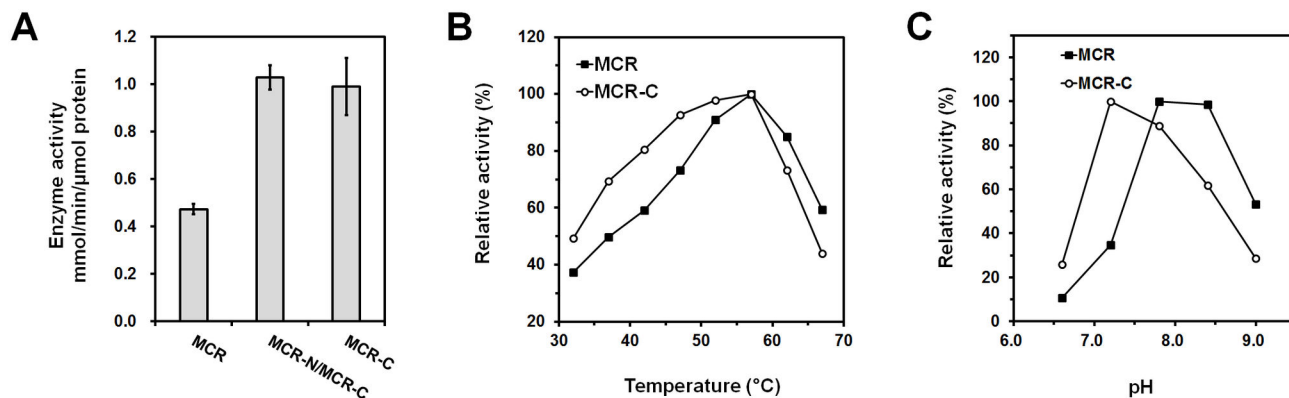 A
Enzyme activity
mmol/min/µmol protein
1.2
1.0
0.8
0.6
0.4
0.2
0.0
MCR
MCR-N/MCR-C
MCR-C
B
Relative activity (%)
120
100
80
60
40
20
MCR
MCR-C
30
40
50
60
70
Temperature (°C)
C
Relative activity (%)
120
100
80
60
40
20
0
MCR
MCR-C
6.0
7.0
8.0
9.0
pH